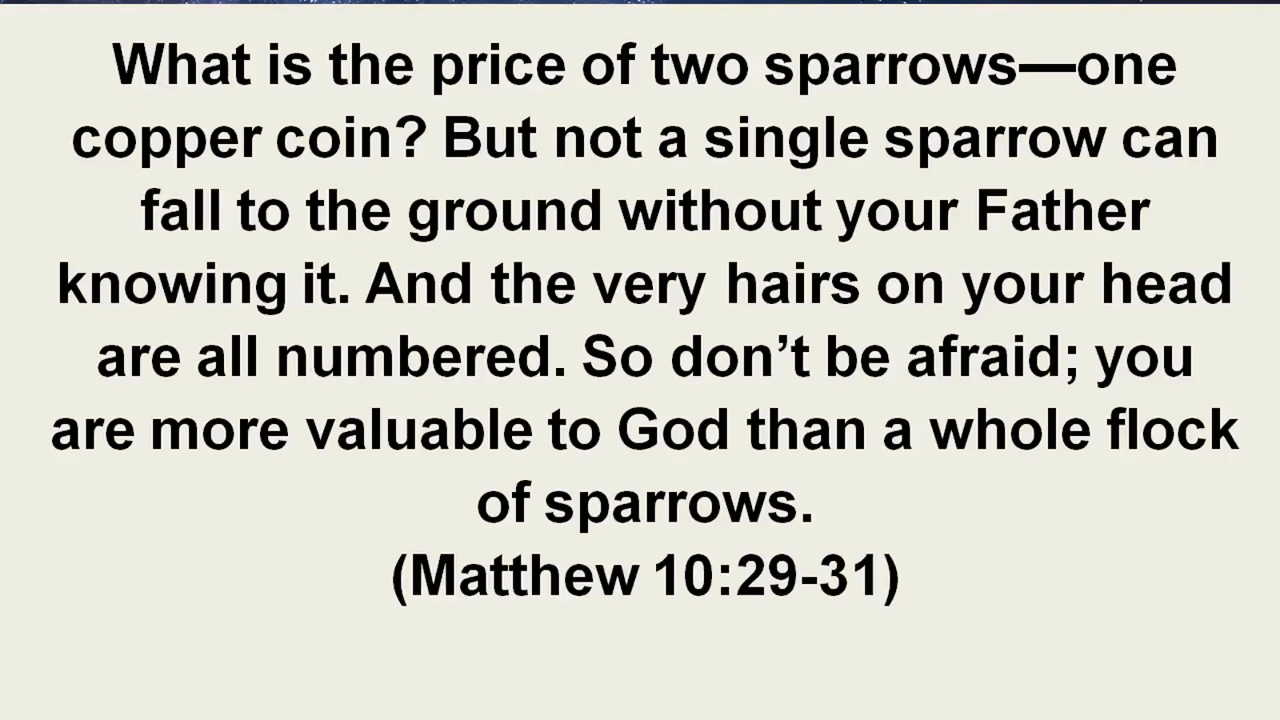 What is the price of two sparrows—one
copper coin? But not a single sparrow can
fall to the ground without your Father
knowing it. And the very hairs on your head
are all numbered. So don’t be afraid; you
are more valuable to God than a whole flock
of sparrows.
(Matthew 10:29-31)